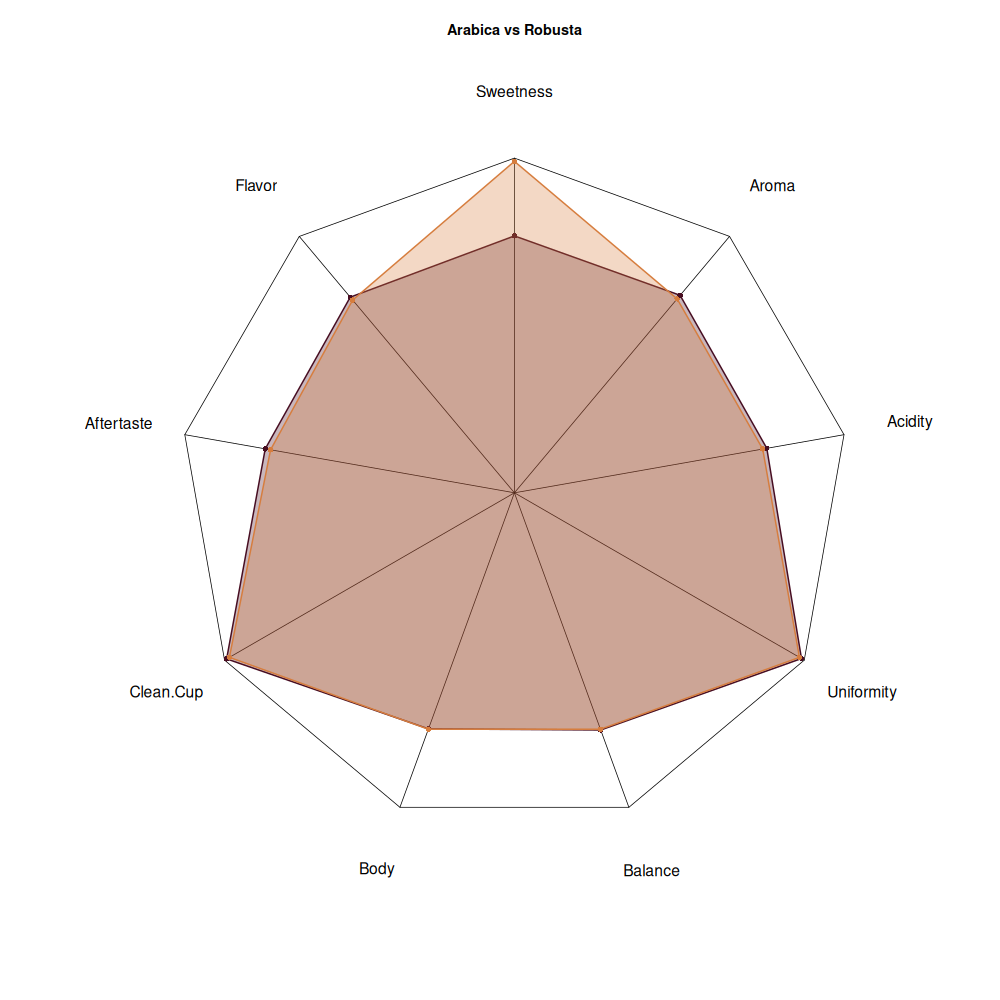 Arabica vs Robusta
Sweetness
Flavor
Aroma
Aftertaste
Acidity
Clean.Cup
Uniformity
Body
Balance